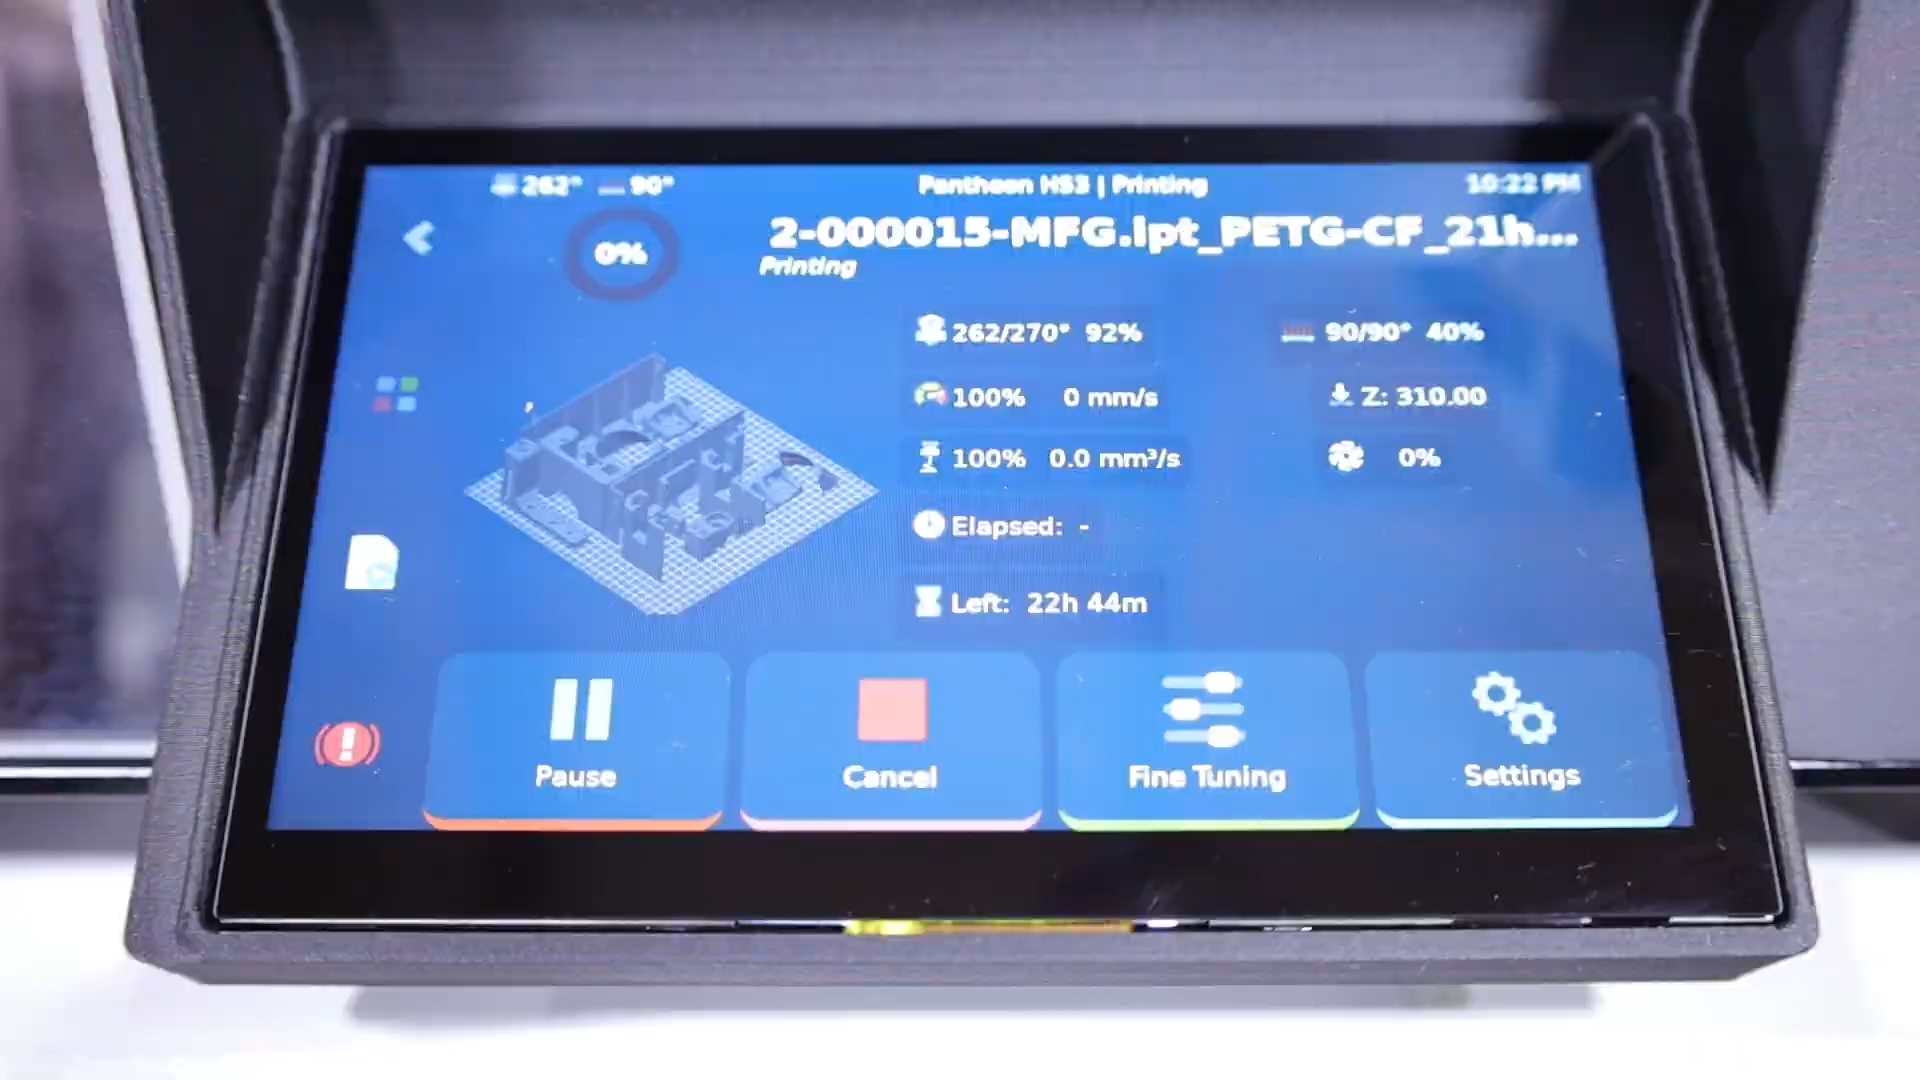 262° 90° Pantheon HS3 | Printing 10:22 PM
0% 2-000015-MFG.ipt_PETG-CF_21h...
Printing
262/270° 92% 90/90° 40%
100% 0 mm/s Z: 310.00
100% 0.0 mm³/s 0%
Elapsed: -
Left: 22h 44m
Pause Cancel Fine Tuning Settings